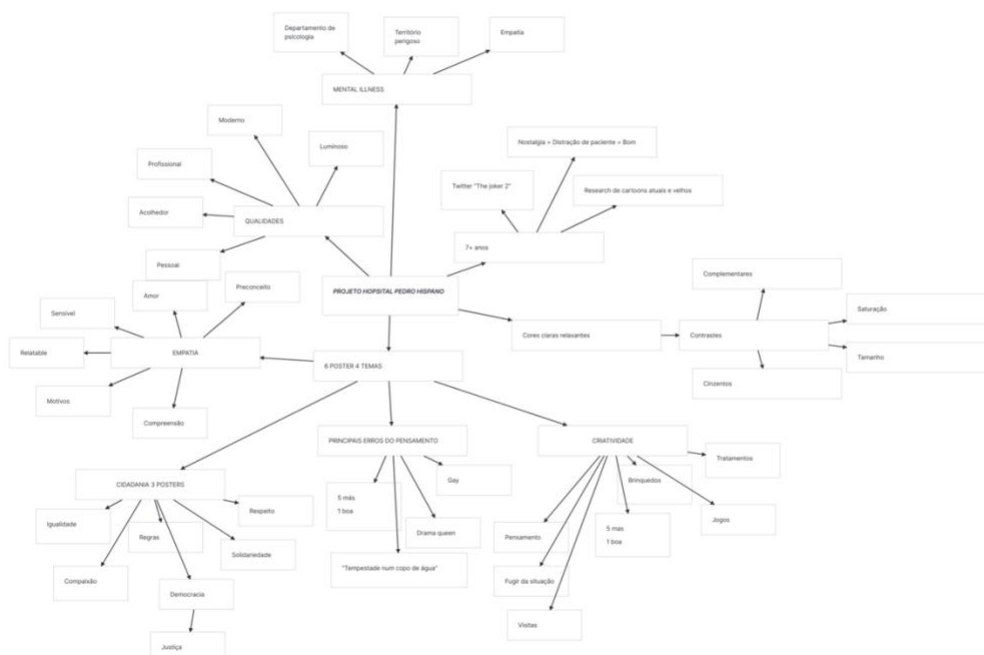 Departamento de
psicologia
Território
perigoso
Empatia
MENTAL ILLNESS
Moderno
Luminoso
Profissional
Acolhedor
QUALIDADES
Pessoal
Nostalgia = Distração de paciente = Bom
Twitter "The joker 2"
Research de cartoons atuais e velhos
7+ anos
PROJETO HOPSITAL PEDRO HISPANO
Complementares
Saturação
Cores claras relaxantes
Contrastes
Tamanho
Cinzentos
Amor
Preconceito
Sensivel
Relatable
EMPATIA
Motivos
Compreensão
6 POSTER 4 TEMAS
PRINCIPAIS ERROS DO PENSAMENTO
CRIATIVIDADE
CIDADANIA 3 POSTERS
Igualdade
Regras
Respeito
Solidariedade
Compaixão
Democracia
Justiça
5 más
1 boa
Gay
Drama queen
"Tempestade num copo de água"
Tratamentos
Brinquedos
Jogos
5 mas
1 boa
Pensamento
Fugir da situação
Visitas